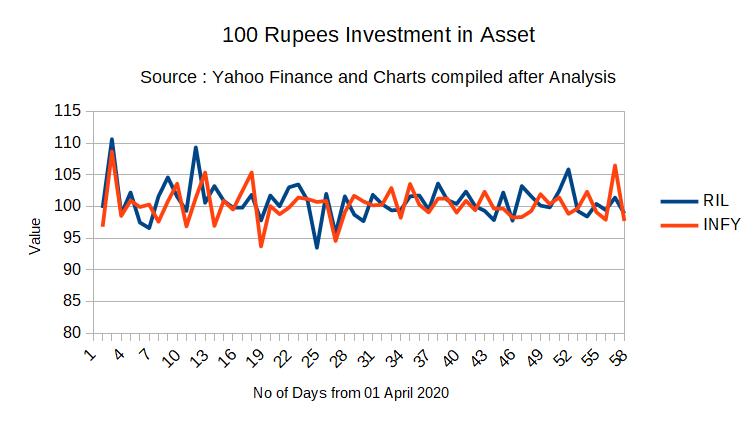 100 Rupees Investment in Asset
Source : Yahoo Finance and Charts compiled after Analysis
115
110
105
100
95
90
85
80
Value
1 4 7 10 13 16 19 22 25 28 31 34 37 40 43 46 49 52 55 58
No of Days from 01 April 2020
RIL
INFY